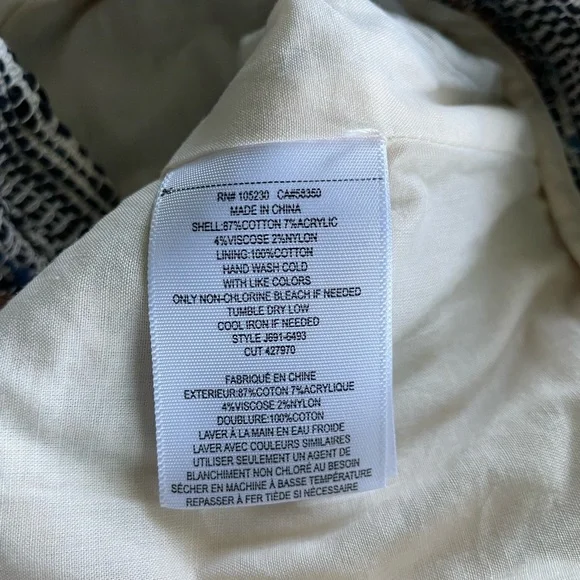 RN# 105230 CA#58350
MADE IN CHINA
SHELL:87%COTTON 7%ACRYLIC
4%VISCOSE 2%NYLON
LINING:100%COTTON
HAND WASH COLD
WITH LIKE COLORS
ONLY NON-CHLORINE BLEACH IF NEEDED
TUMBLE DRY LOW
COOL IRON IF NEEDED
STYLE J691-6493
CUT 427970
FABRIQUÉ EN CHINE
EXTERIEUR:87%COTON 7%ACRYLIQUE
4%VISCOSE 2%NYLON
DOUBLURE:100%COTON
LAVER À LA MAIN EN EAU FROIDE
LAVER AVEC COULEURS SIMILAIRES
UTILISER SEULEMENT UN AGENT DE
BLANCHIMENT NON CHLORÉ AU BESOIN
SÉCHER EN MACHINE À BASSE TEMPÉRATURE
REPASSER À FER TIÈDE SI NÉCESSAIRE